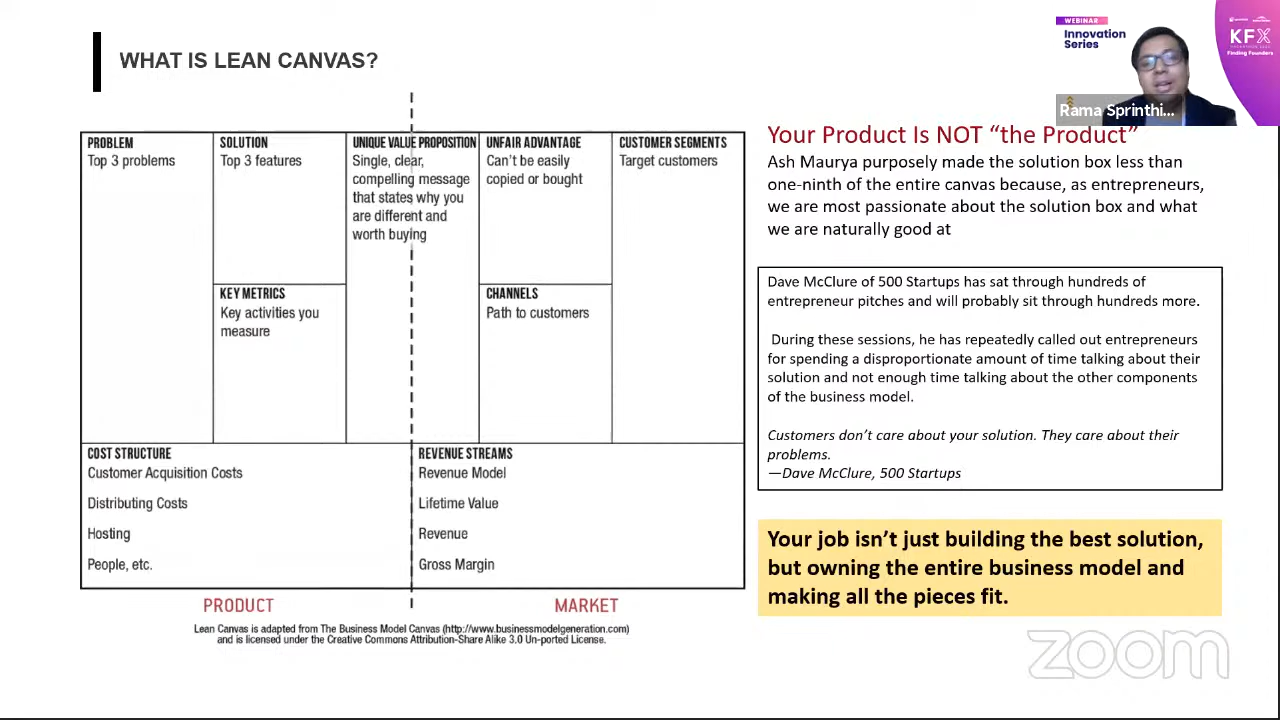 WHAT IS LEAN CANVAS?
WEBINAR
Innovation
Series
KFX
Finding Founders
Rama Sprinthi...
PROBLEM
Top 3 problems
SOLUTION
Top 3 features
KEY METRICS
Key activities you
measure
UNIQUE VALUE PROPOSITION
Single, clear,
compelling message
that states why you
are different and
worth buying
UNFAIR ADVANTAGE
Can't be easily
copied or bought
CHANNELS
Path to customers
CUSTOMER SEGMENTS
Target customers
COST STRUCTURE
Customer Acquisition Costs
Distributing Costs
Hosting
People, etc.
REVENUE STREAMS
Revenue Model
Lifetime Value
Revenue
Gross Margin
PRODUCT
MARKET
Lean Canvas is adapted from The Business Model Canvas (http://www.businessmodelgeneration.com)
and is licensed under the Creative Commons Attribution-Share Alike 3.0 Un-ported License.
Your Product Is NOT “the Product”
Ash Maurya purposely made the solution box less than
one-ninth of the entire canvas because, as entrepreneurs,
we are most passionate about the solution box and what
we are naturally good at
Dave McClure of 500 Startups has sat through hundreds of
entrepreneur pitches and will probably sit through hundreds more.
During these sessions, he has repeatedly called out entrepreneurs
for spending a disproportionate amount of time talking about their
solution and not enough time talking about the other components
of the business model.
Customers don’t care about your solution. They care about their
problems.
—Dave McClure, 500 Startups
Your job isn’t just building the best solution,
but owning the entire business model and
making all the pieces fit.
zoom